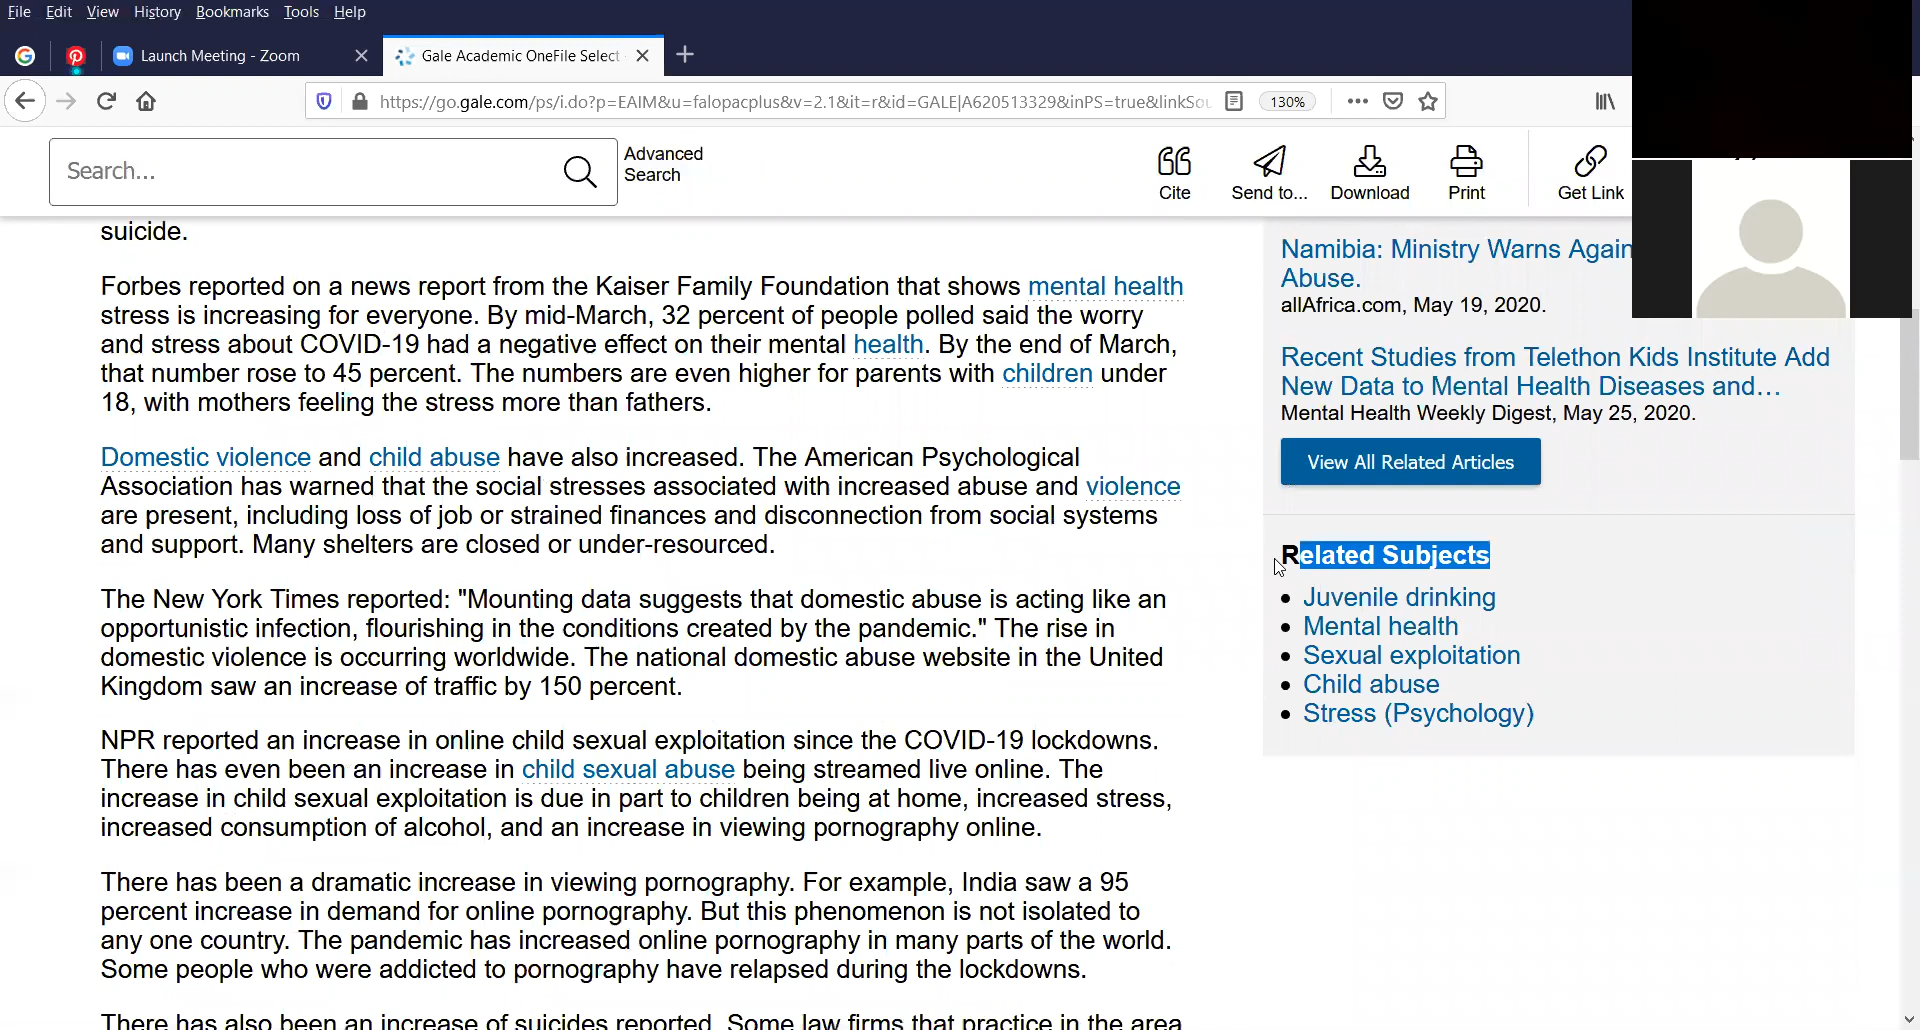 File Edit View History Bookmarks Tools Help
Launch Meeting - Zoom
Gale Academic OneFile Select
https://go.gale.com/ps/i.do?p=EAIM&u=falopacplus&v=2.1&it=r&id=GALE|A620513329&inPS=true&linkSou
130%
Search...
Advanced
Search
Cite
Send to...
Download
Print
Get Link
suicide.
Forbes reported on a news report from the Kaiser Family Foundation that shows mental health
stress is increasing for everyone. By mid-March, 32 percent of people polled said the worry
and stress about COVID-19 had a negative effect on their mental health. By the end of March,
that number rose to 45 percent. The numbers are even higher for parents with children under
18, with mothers feeling the stress more than fathers.
Domestic violence and child abuse have also increased. The American Psychological
Association has warned that the social stresses associated with increased abuse and violence
are present, including loss of job or strained finances and disconnection from social systems
and support. Many shelters are closed or under-resourced.
The New York Times reported: "Mounting data suggests that domestic abuse is acting like an
opportunistic infection, flourishing in the conditions created by the pandemic." The rise in
domestic violence is occurring worldwide. The national domestic abuse website in the United
Kingdom saw an increase of traffic by 150 percent.
NPR reported an increase in online child sexual exploitation since the COVID-19 lockdowns.
There has even been an increase in child sexual abuse being streamed live online. The
increase in child sexual exploitation is due in part to children being at home, increased stress,
increased consumption of alcohol, and an increase in viewing pornography online.
There has been a dramatic increase in viewing pornography. For example, India saw a 95
percent increase in demand for online pornography. But this phenomenon is not isolated to
any one country. The pandemic has increased online pornography in many parts of the world.
Some people who were addicted to pornography have relapsed during the lockdowns.
There has also been an increase of suicides reported. Some law firms that practice in the area
Namibia: Ministry Warns Again
Abuse.
allAfrica.com, May 19, 2020.
Recent Studies from Telethon Kids Institute Add
New Data to Mental Health Diseases and...
Mental Health Weekly Digest, May 25, 2020.
View All Related Articles
Related Subjects
• Juvenile drinking
• Mental health
• Sexual exploitation
• Child abuse
• Stress (Psychology)